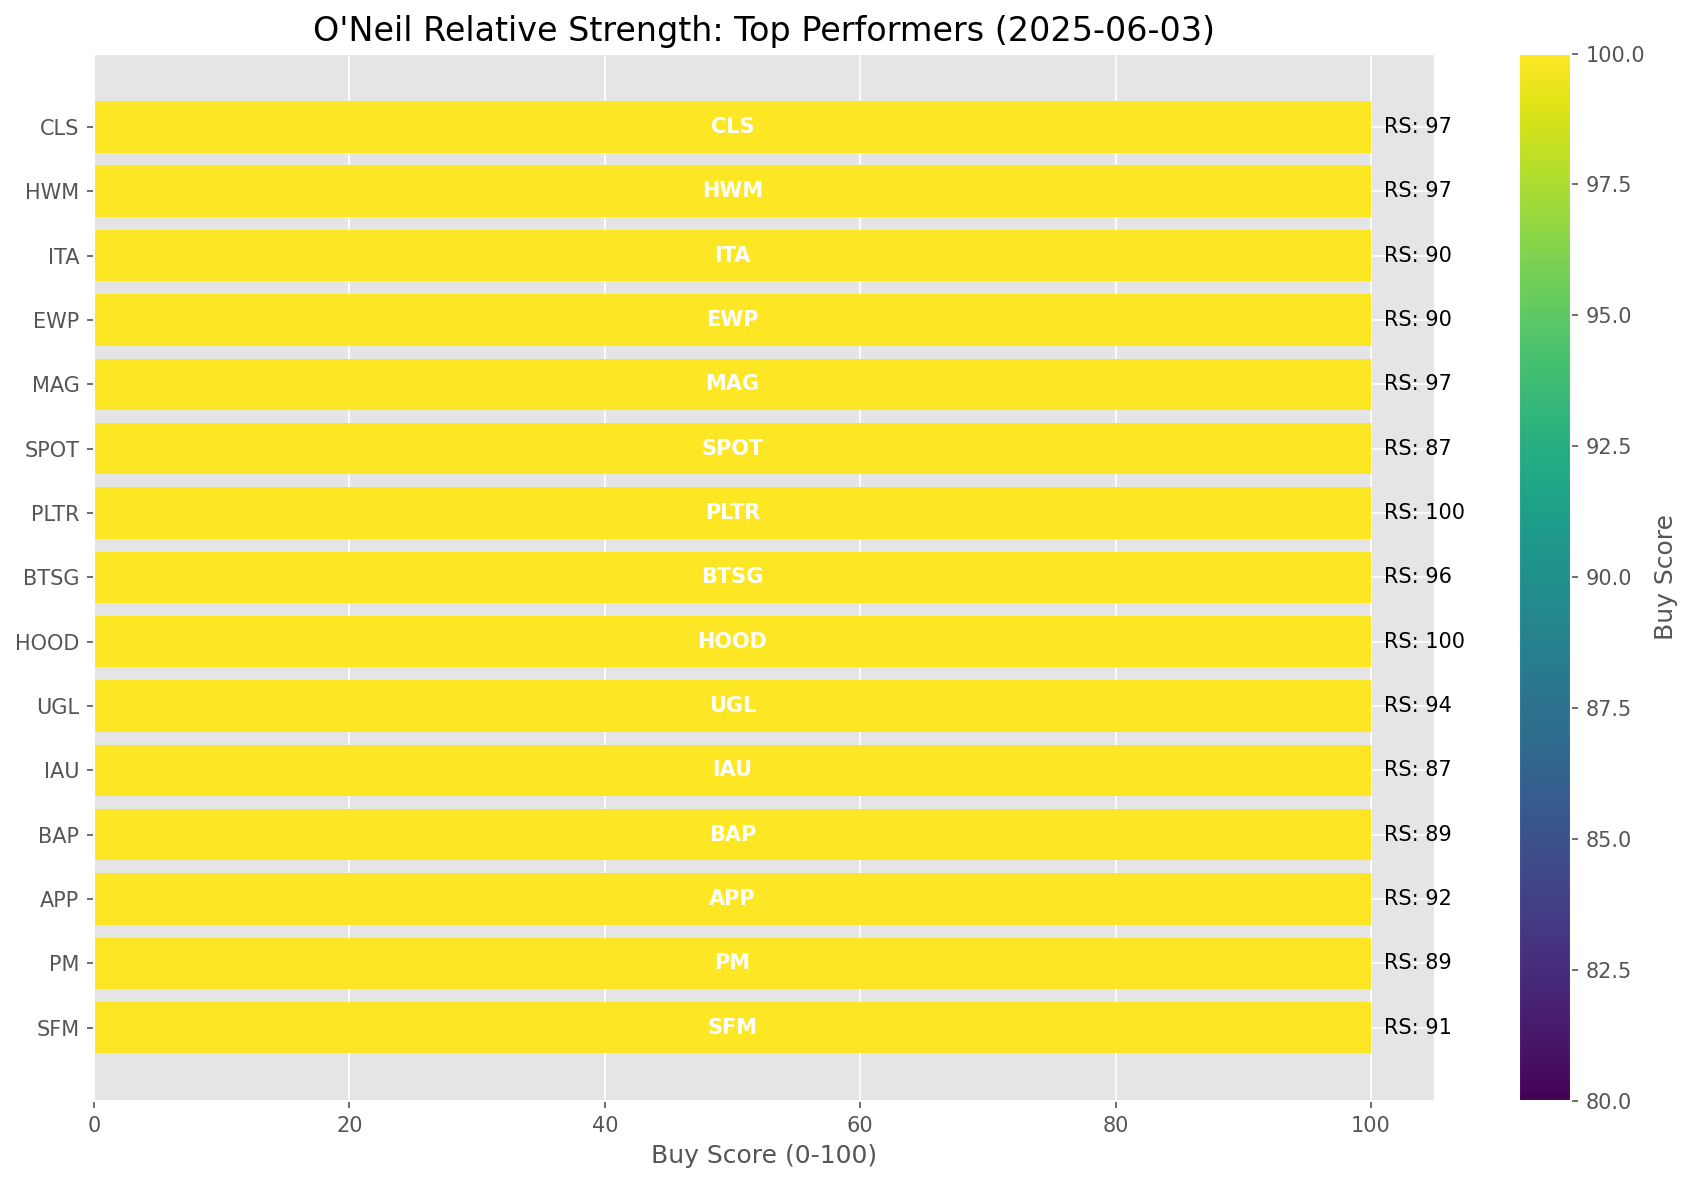 O'Neil Relative Strength: Top Performers (2025-06-03)
CLS CLS RS: 97
HWM HWM RS: 97
ITA ITA RS: 90
EWP EWP RS: 90
MAG MAG RS: 97
SPOT SPOT RS: 87
PLTR PLTR RS: 100
BTSG BTSG RS: 96
HOOD HOOD RS: 100
UGL UGL RS: 94
IAU IAU RS: 87
BAP BAP RS: 89
APP APP RS: 92
PM PM RS: 89
SFM SFM RS: 91
0 20 40 60 80 100
Buy Score (0-100)
100.0
97.5
95.0
92.5
90.0
87.5
85.0
82.5
80.0
Buy Score